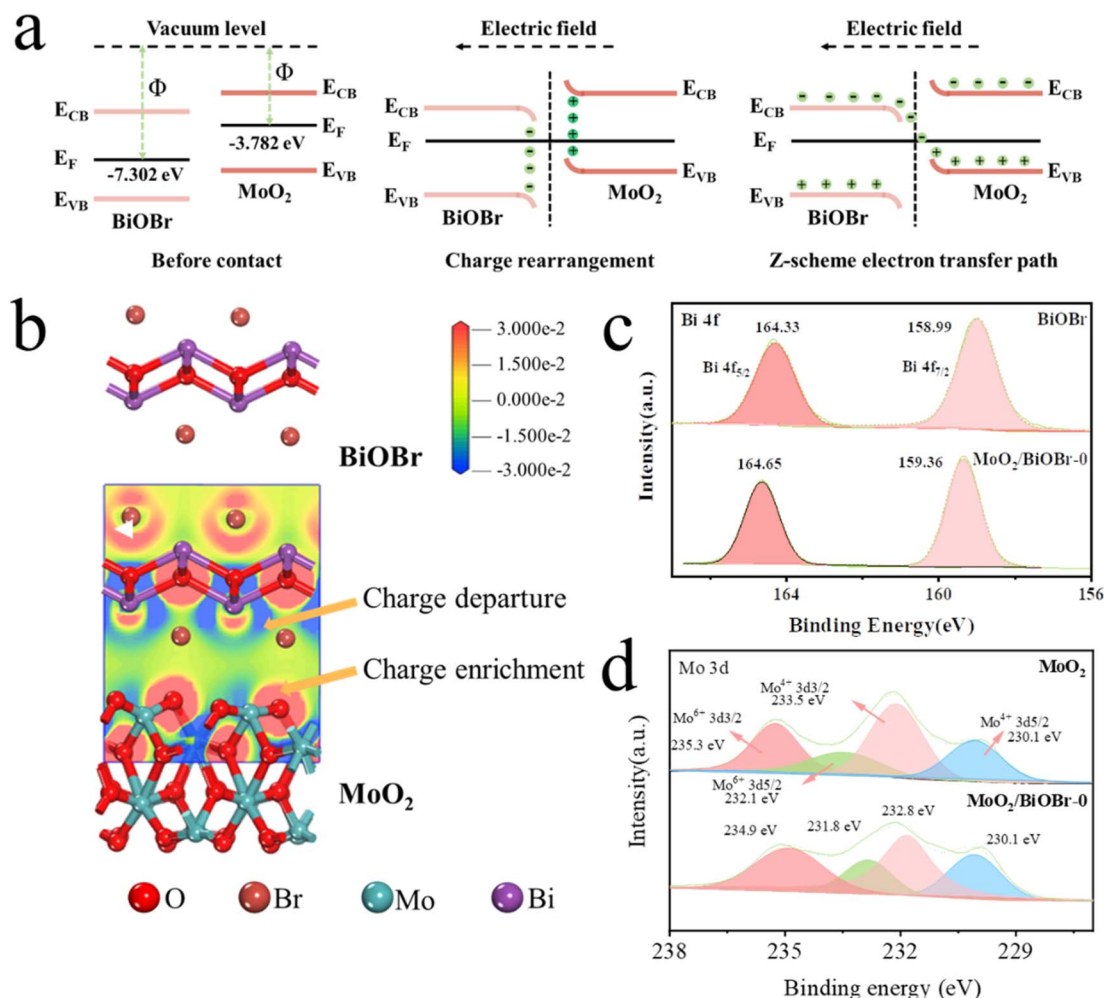 a
Vacuum level
Φ
Φ
E_CB
E_CB
E_F
-3.782 eV
E_F
-7.302 eV
E_VB
MoO₂
E_VB
BiOBr
Before contact
Electric field
E_CB
E_CB
E_F
E_VB
MoO₂
E_VB
BiOBr
Charge rearrangement
Electric field
E_CB
E_CB
E_F
E_VB
MoO₂
E_VB
BiOBr
Z-scheme electron transfer path
b
3.000e-2
1.500e-2
0.000e-2
-1.500e-2
-3.000e-2
BiOBr
Charge departure
Charge enrichment
MoO₂
O
Br
Mo
Bi
c
Bi 4f
164.33
158.99
BiOBr
Bi 4f₅/₂
Bi 4f₇/₂
164.65
159.36
MoO₂/BiOBr-0
Intensity(a.u.)
164
160
156
Binding Energy(eV)
d
Mo 3d
MoO₂
Mo⁴⁺ 3d3/2
233.5 eV
Mo⁶⁺ 3d3/2
235.3 eV
Mo⁴⁺ 3d5/2
230.1 eV
Mo⁶⁺ 3d5/2
232.1 eV
MoO₂/BiOBr-0
234.9 eV
231.8 eV
232.8 eV
230.1 eV
Intensity(a.u.)
238
235
232
229
Binding energy (eV)